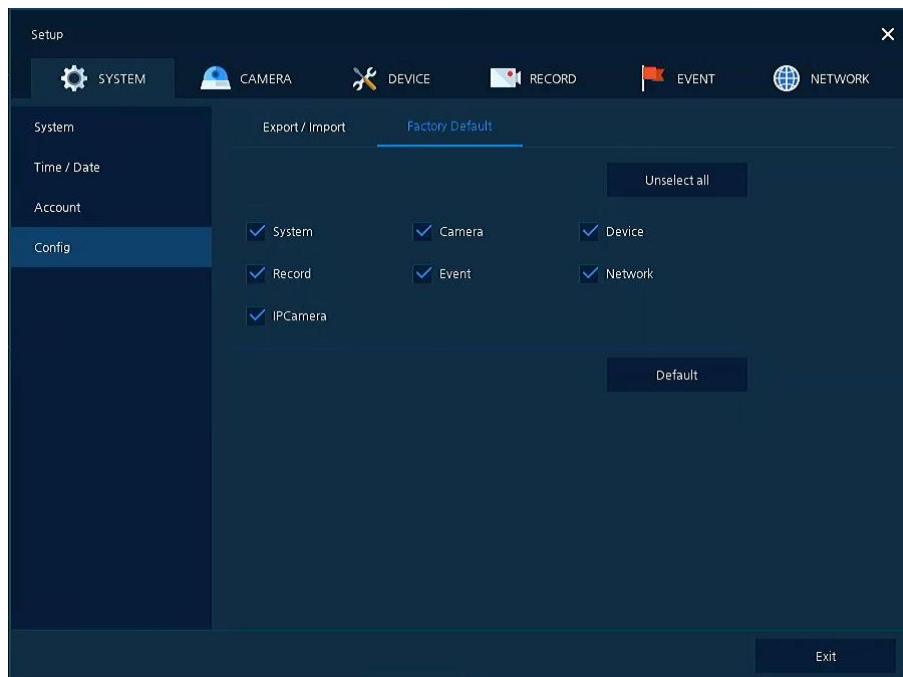 Setup
SYSTEM CAMERA DEVICE RECORD EVENT NETWORK
System
Time / Date
Account
Config
Export / Import Factory Default
Unselect all
System Camera Device
Record Event Network
IPCamera
Default
Exit